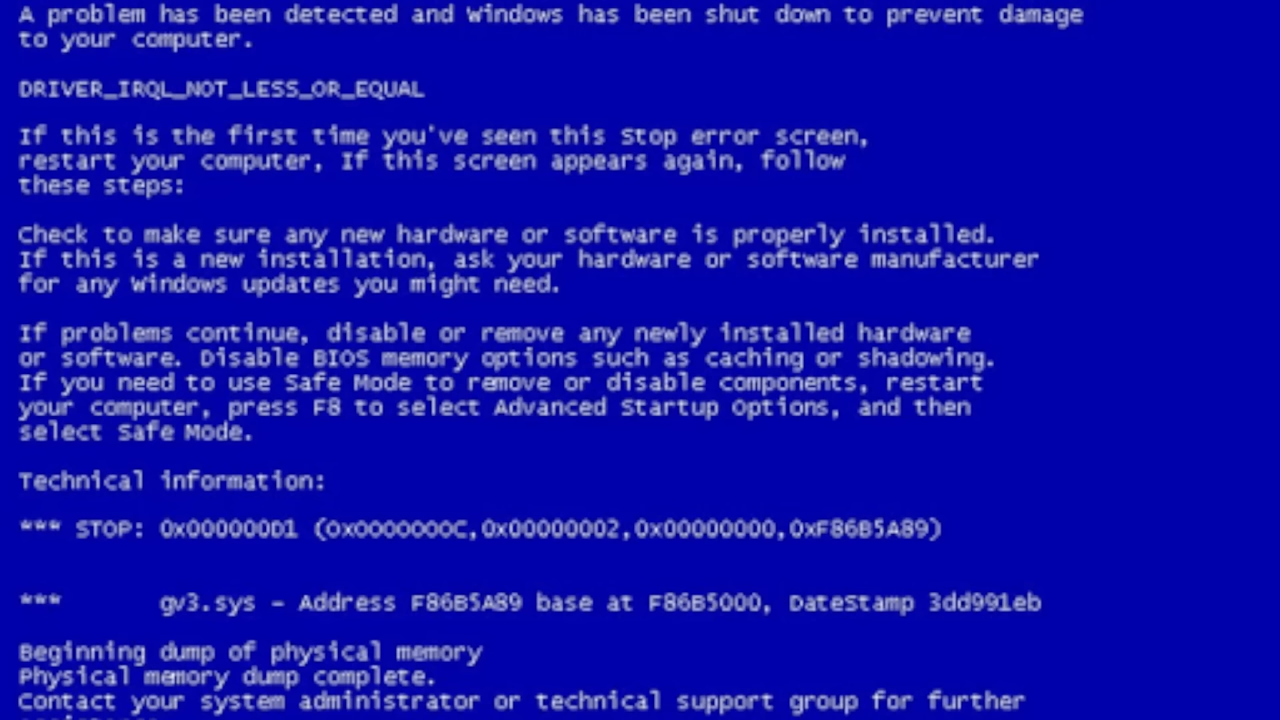 A problem has been detected and Windows has been shut down to prevent damage
to your computer.
DRIVER_IRQL_NOT_LESS_OR_EQUAL
If this is the first time you've seen this Stop error screen,
restart your computer, If this screen appears again, follow
these steps:
Check to make sure any new hardware or software is properly installed.
If this is a new installation, ask your hardware or software manufacturer
for any Windows updates you might need.
If problems continue, disable or remove any newly installed hardware
or software. Disable BIOS memory options such as caching or shadowing.
If you need to use Safe Mode to remove or disable components, restart
your computer, press F8 to select Advanced Startup Options, and then
select Safe Mode.
Technical information:
*** STOP: 0x000000D1 (0x0000000C,0x00000002,0x00000000,0xF86B5A89)
*** gv3.sys - Address F86B5A89 base at F86B5000, DateStamp 3dd991eb
Beginning dump of physical memory
Physical memory dump complete.
Contact your system administrator or technical support group for further